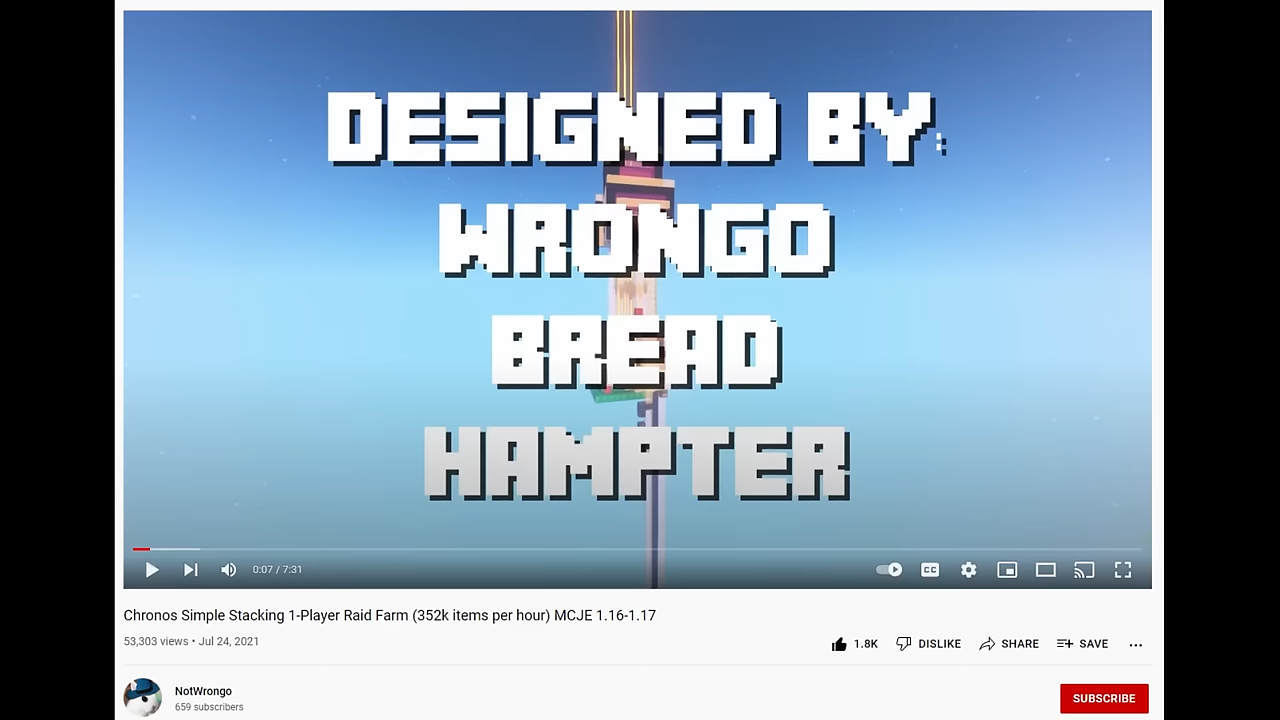 DESIGNED BY:
WRONGO
BREAD
HAMPTER
0:07 / 7:31
CC
Chronos Simple Stacking 1-Player Raid Farm (352k items per hour) MCJE 1.16-1.17
53,303 views • Jul 24, 2021
1.8K DISLIKE SHARE SAVE
NotWrongo
659 subscribers
SUBSCRIBE